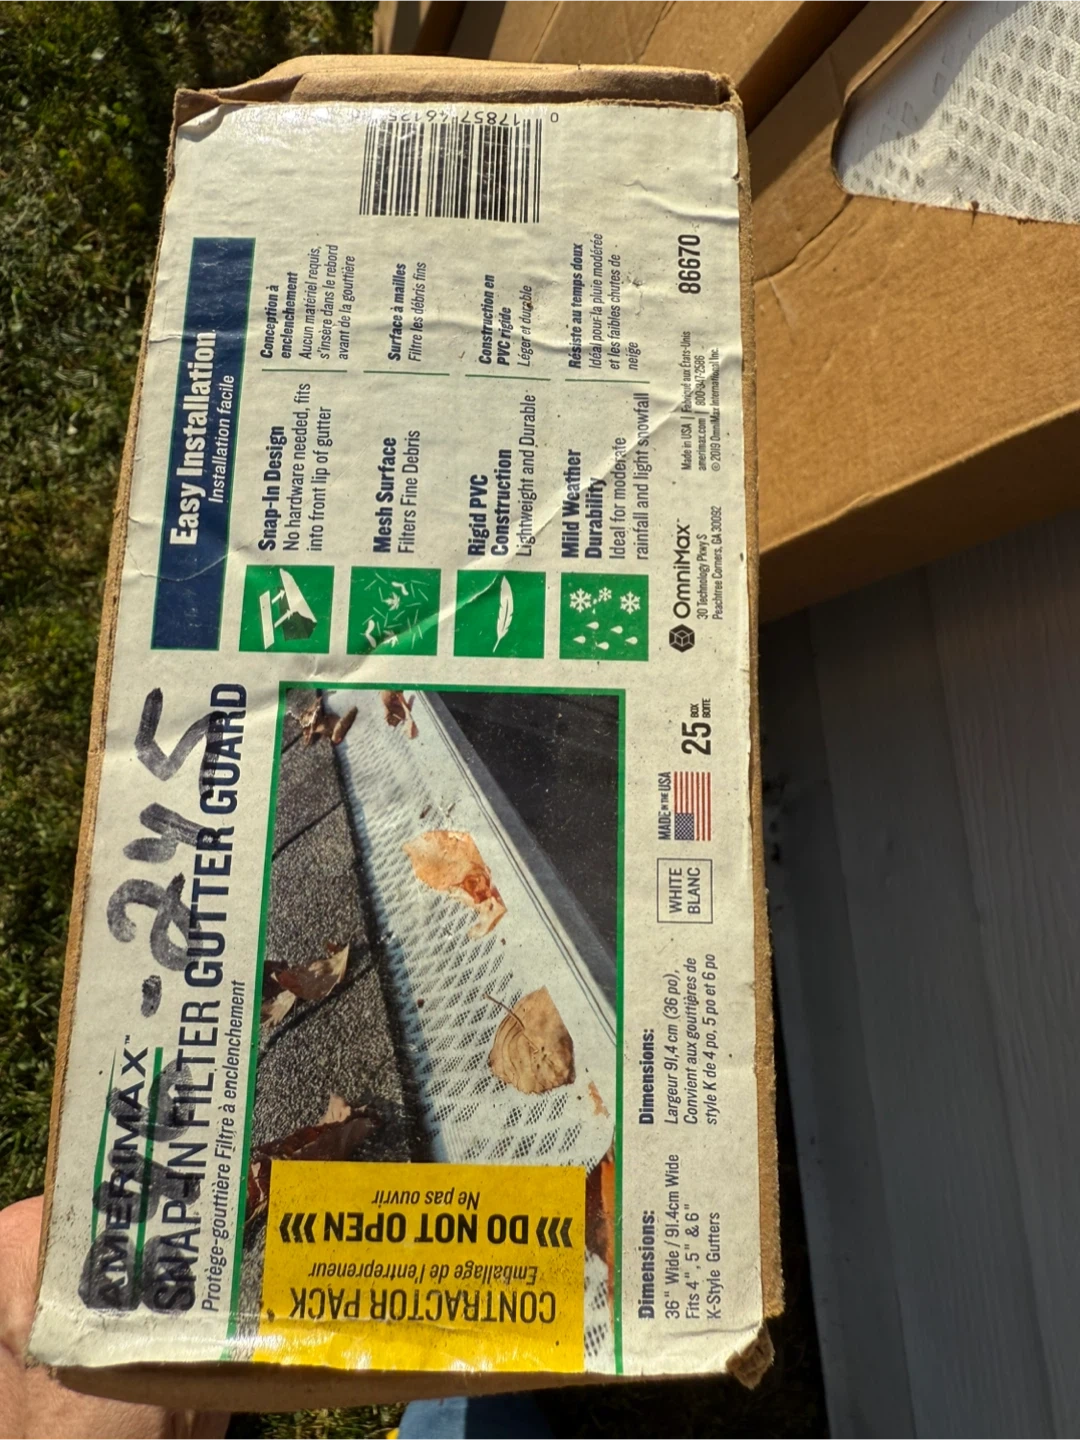 AMERIMAX™
SNAP-IN FILTER GUTTER GUARD
Protège-gouttière Filtre à enclenchement
Easy Installation
Installation facile
Snap-In Design
No hardware needed, fits
into front lip of gutter
Conception à
enclenchement
Aucun matériel requis,
s'insère dans le rebord
avant de la gouttière
Mesh Surface
Filters Fine Debris
Surface à mailles
Filtre les débris fins
Rigid PVC
Construction
Lightweight and Durable
Construction en
PVC rigide
Léger et durable
Mild Weather
Durability
Ideal for moderate
rainfall and light snowfall
Résiste au temps doux
Idéal pour la pluie modérée
et les faibles chutes de
neige
CONTRACTOR PACK
Emballage de l'entrepreneur
DO NOT OPEN
Ne pas ouvrir
Dimensions:
36" Wide / 91.4cm Wide
Fits 4", 5" & 6"
K-Style Gutters
Dimensions:
Largeur 91,4 cm (36 po),
Convient aux gouttières de
style K de 4 po, 5 po et 6 po
WHITE
BLANC
MADE IN THE USA
25 BOX
BOITE
OmniMax
30 Technology Pkwy S
Peachtree Corners, GA 30092
Made in USA | Fabriqué aux États-Unis
amerimax.com | 800-347-2586
© 2019 OmniMax International Inc.
86670
0 17857 46125